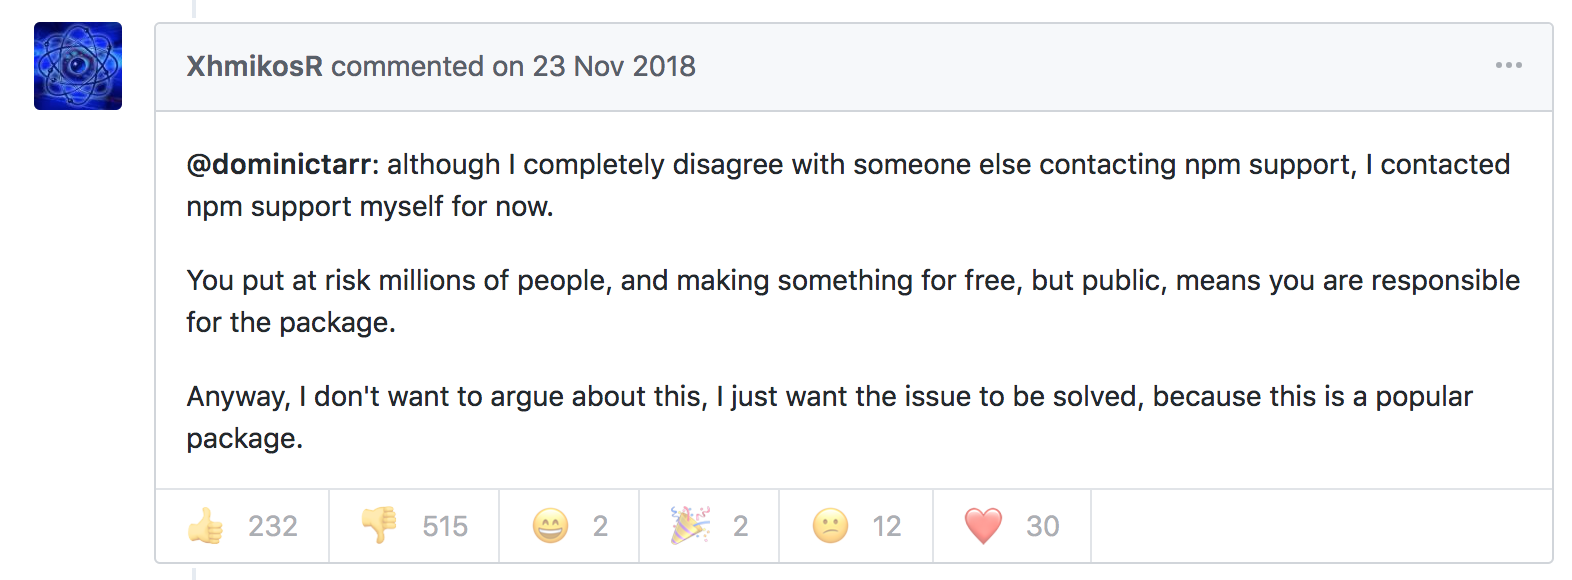 XhmikosR commented on 23 Nov 2018
@dominictarr: although I completely disagree with someone else contacting npm support, I contacted
npm support myself for now.
You put at risk millions of people, and making something for free, but public, means you are responsible
for the package.
Anyway, I don't want to argue about this, I just want the issue to be solved, because this is a popular
package.
232 515 2 2 12 30